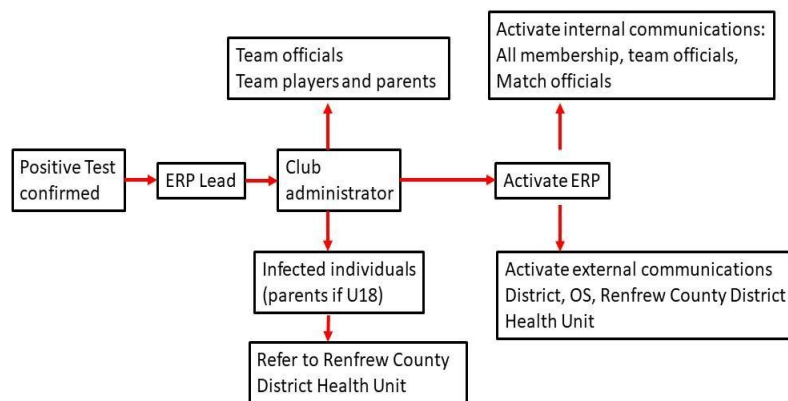 Team officials
Team players and parents
Activate internal communications:
All membership, team officials,
Match officials
Positive Test
confirmed
ERP Lead
Club
administrator
Activate ERP
Infected individuals
(parents if U18)
Activate external communications
District, OS, Renfrew County District
Health Unit
Refer to Renfrew County
District Health Unit